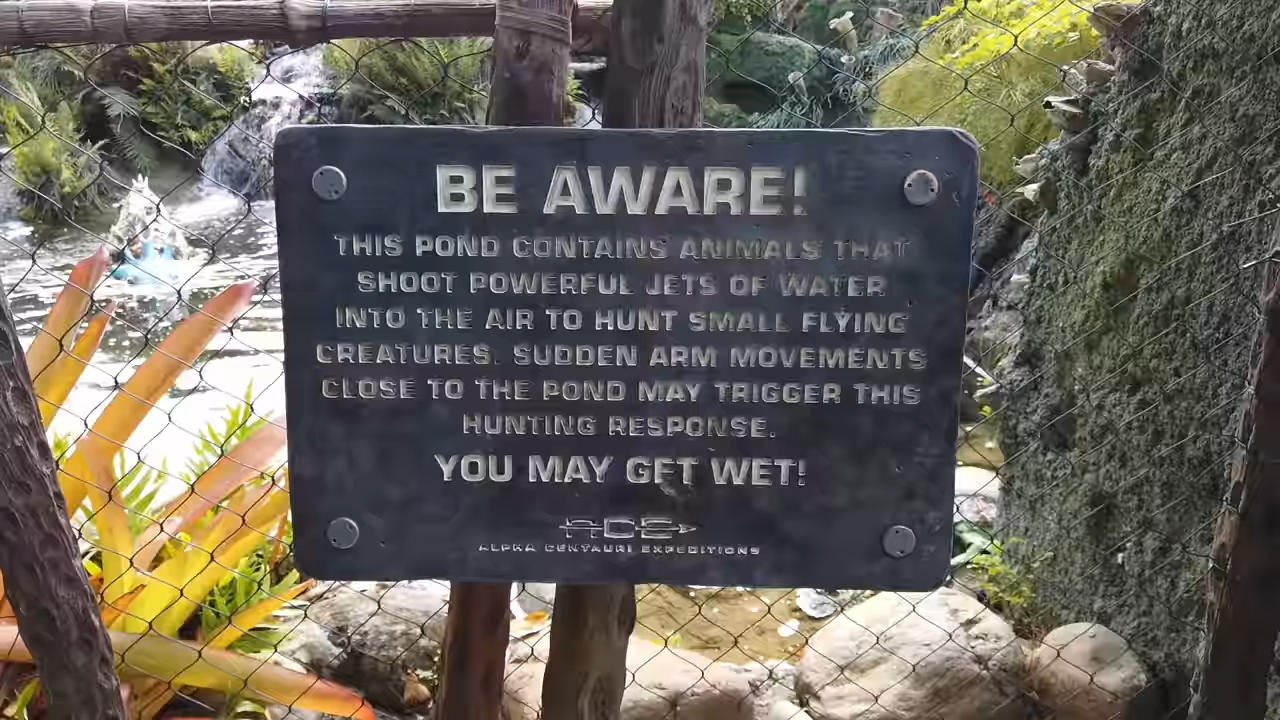 BE AWARE!
THIS POND CONTAINS ANIMALS THAT
SHOOT POWERFUL JETS OF WATER
INTO THE AIR TO HUNT SMALL FLYING
CREATURES. SUDDEN ARM MOVEMENTS
CLOSE TO THE POND MAY TRIGGER THIS
HUNTING RESPONSE.
YOU MAY GET WET!
ACE
ALPHA CENTAURI EXPEDITIONS